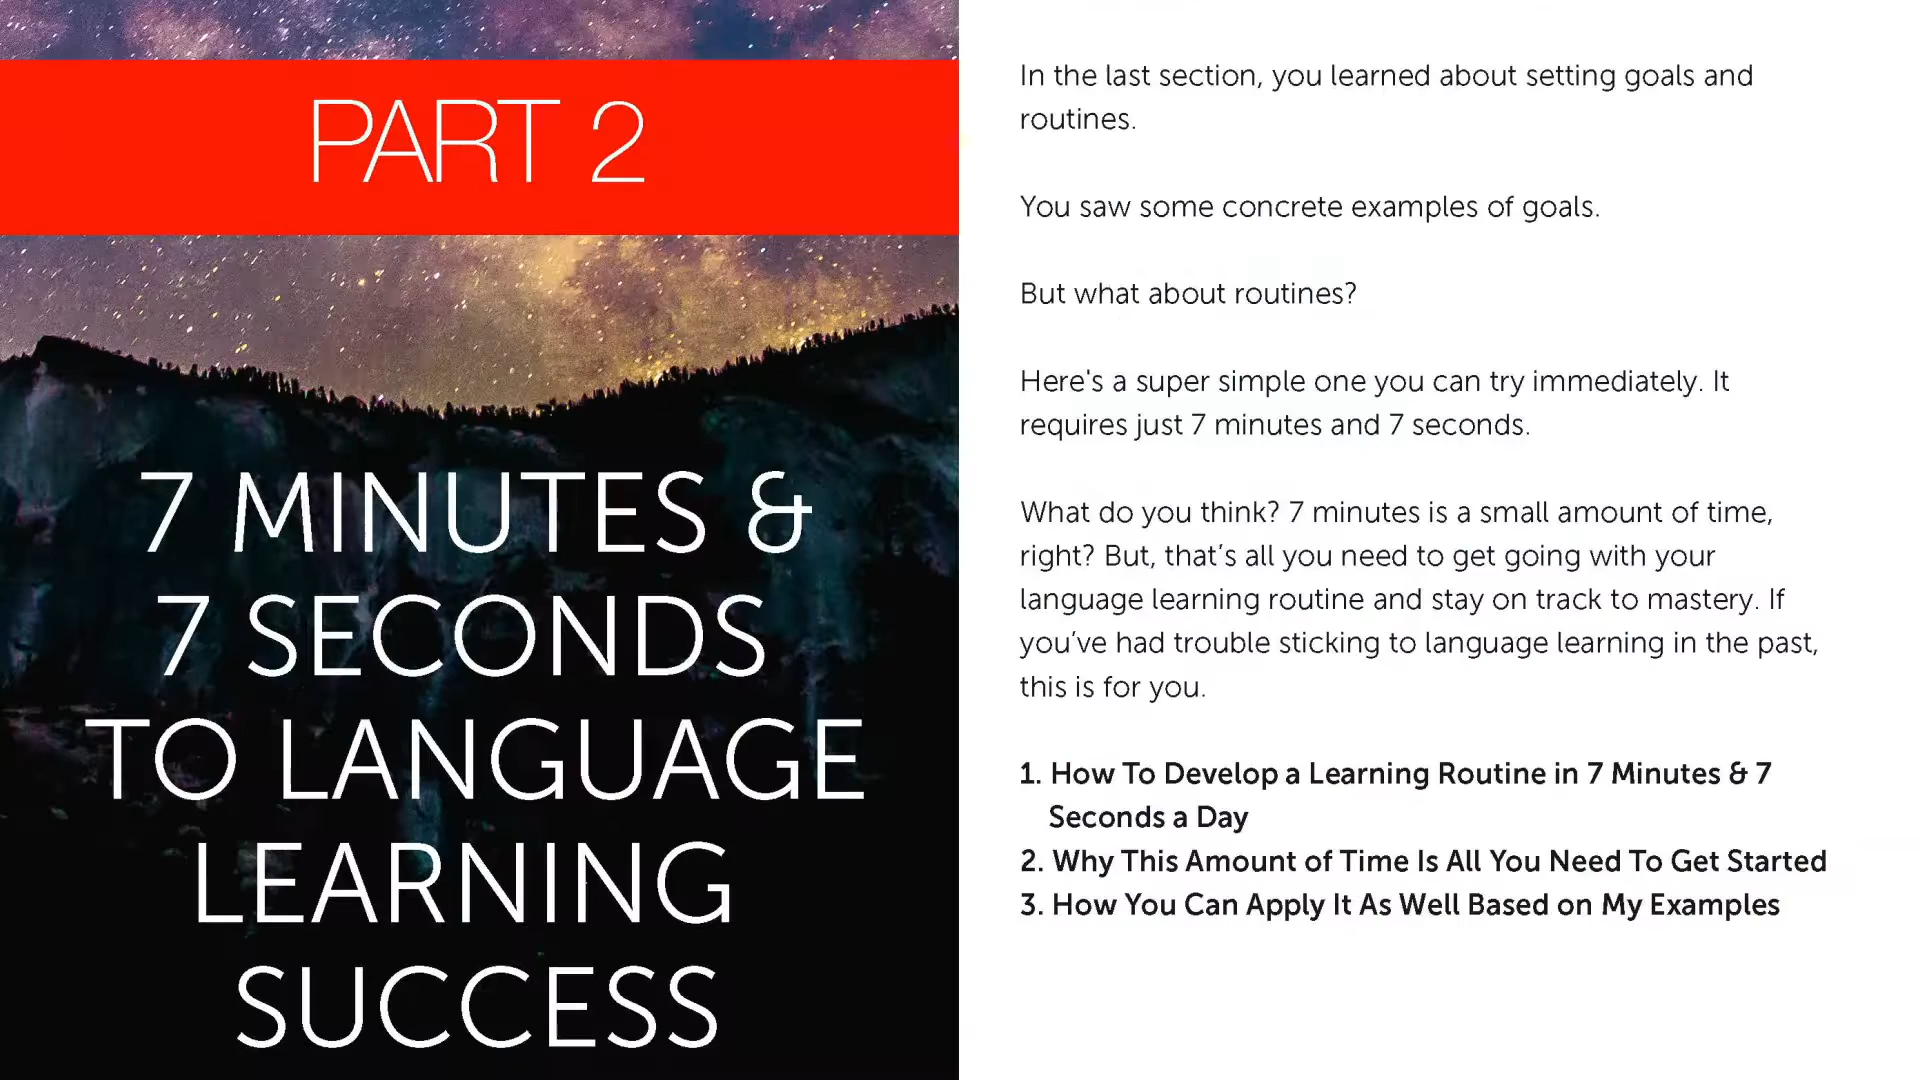 PART 2
7 MINUTES &
7 SECONDS
TO LANGUAGE
LEARNING
SUCCESS
In the last section, you learned about setting goals and
routines.
You saw some concrete examples of goals.
But what about routines?
Here's a super simple one you can try immediately. It
requires just 7 minutes and 7 seconds.
What do you think? 7 minutes is a small amount of time,
right? But, that’s all you need to get going with your
language learning routine and stay on track to mastery. If
you’ve had trouble sticking to language learning in the past,
this is for you.
1. How To Develop a Learning Routine in 7 Minutes & 7
Seconds a Day
2. Why This Amount of Time Is All You Need To Get Started
3. How You Can Apply It As Well Based on My Examples